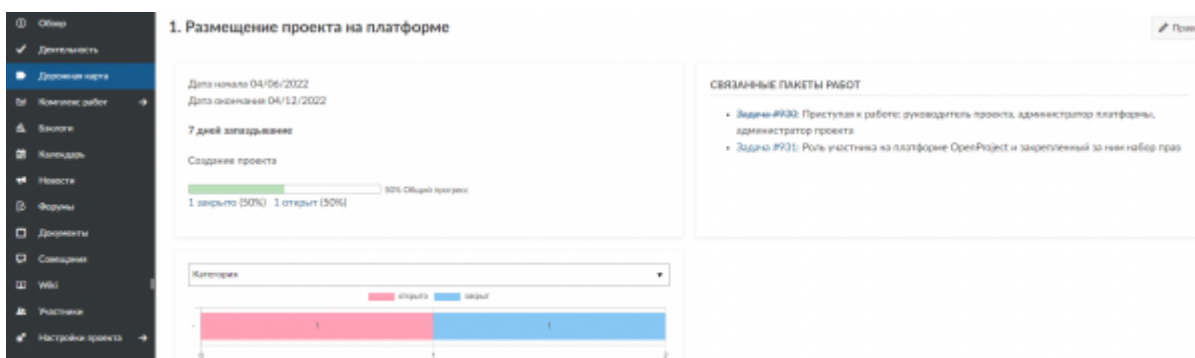 Обзор
Деятельность
Дорожная карта
Комплекс работ
Бэклоги
Календарь
Новости
Форумы
Документы
Совещания
Wiki
Участники
Настройки проекта
1. Размещение проекта на платформе
Дата начала 04/06/2022
Дата окончания 04/12/2022
7 дней запаздывание
Создание проекта
50% Общий прогресс
1 закрыто (50%) 1 открыт (50%)
СВЯЗАННЫЕ ПАКЕТЫ РАБОТ
Задача #930: Приступая к работе: руководитель проекта, администратор платформы,
администратор проекта
Задача #931: Роль участника на платформе OpenProject и закрепленный за ним набор прав
Категория
открыто закрыт
1 1
0 1 2